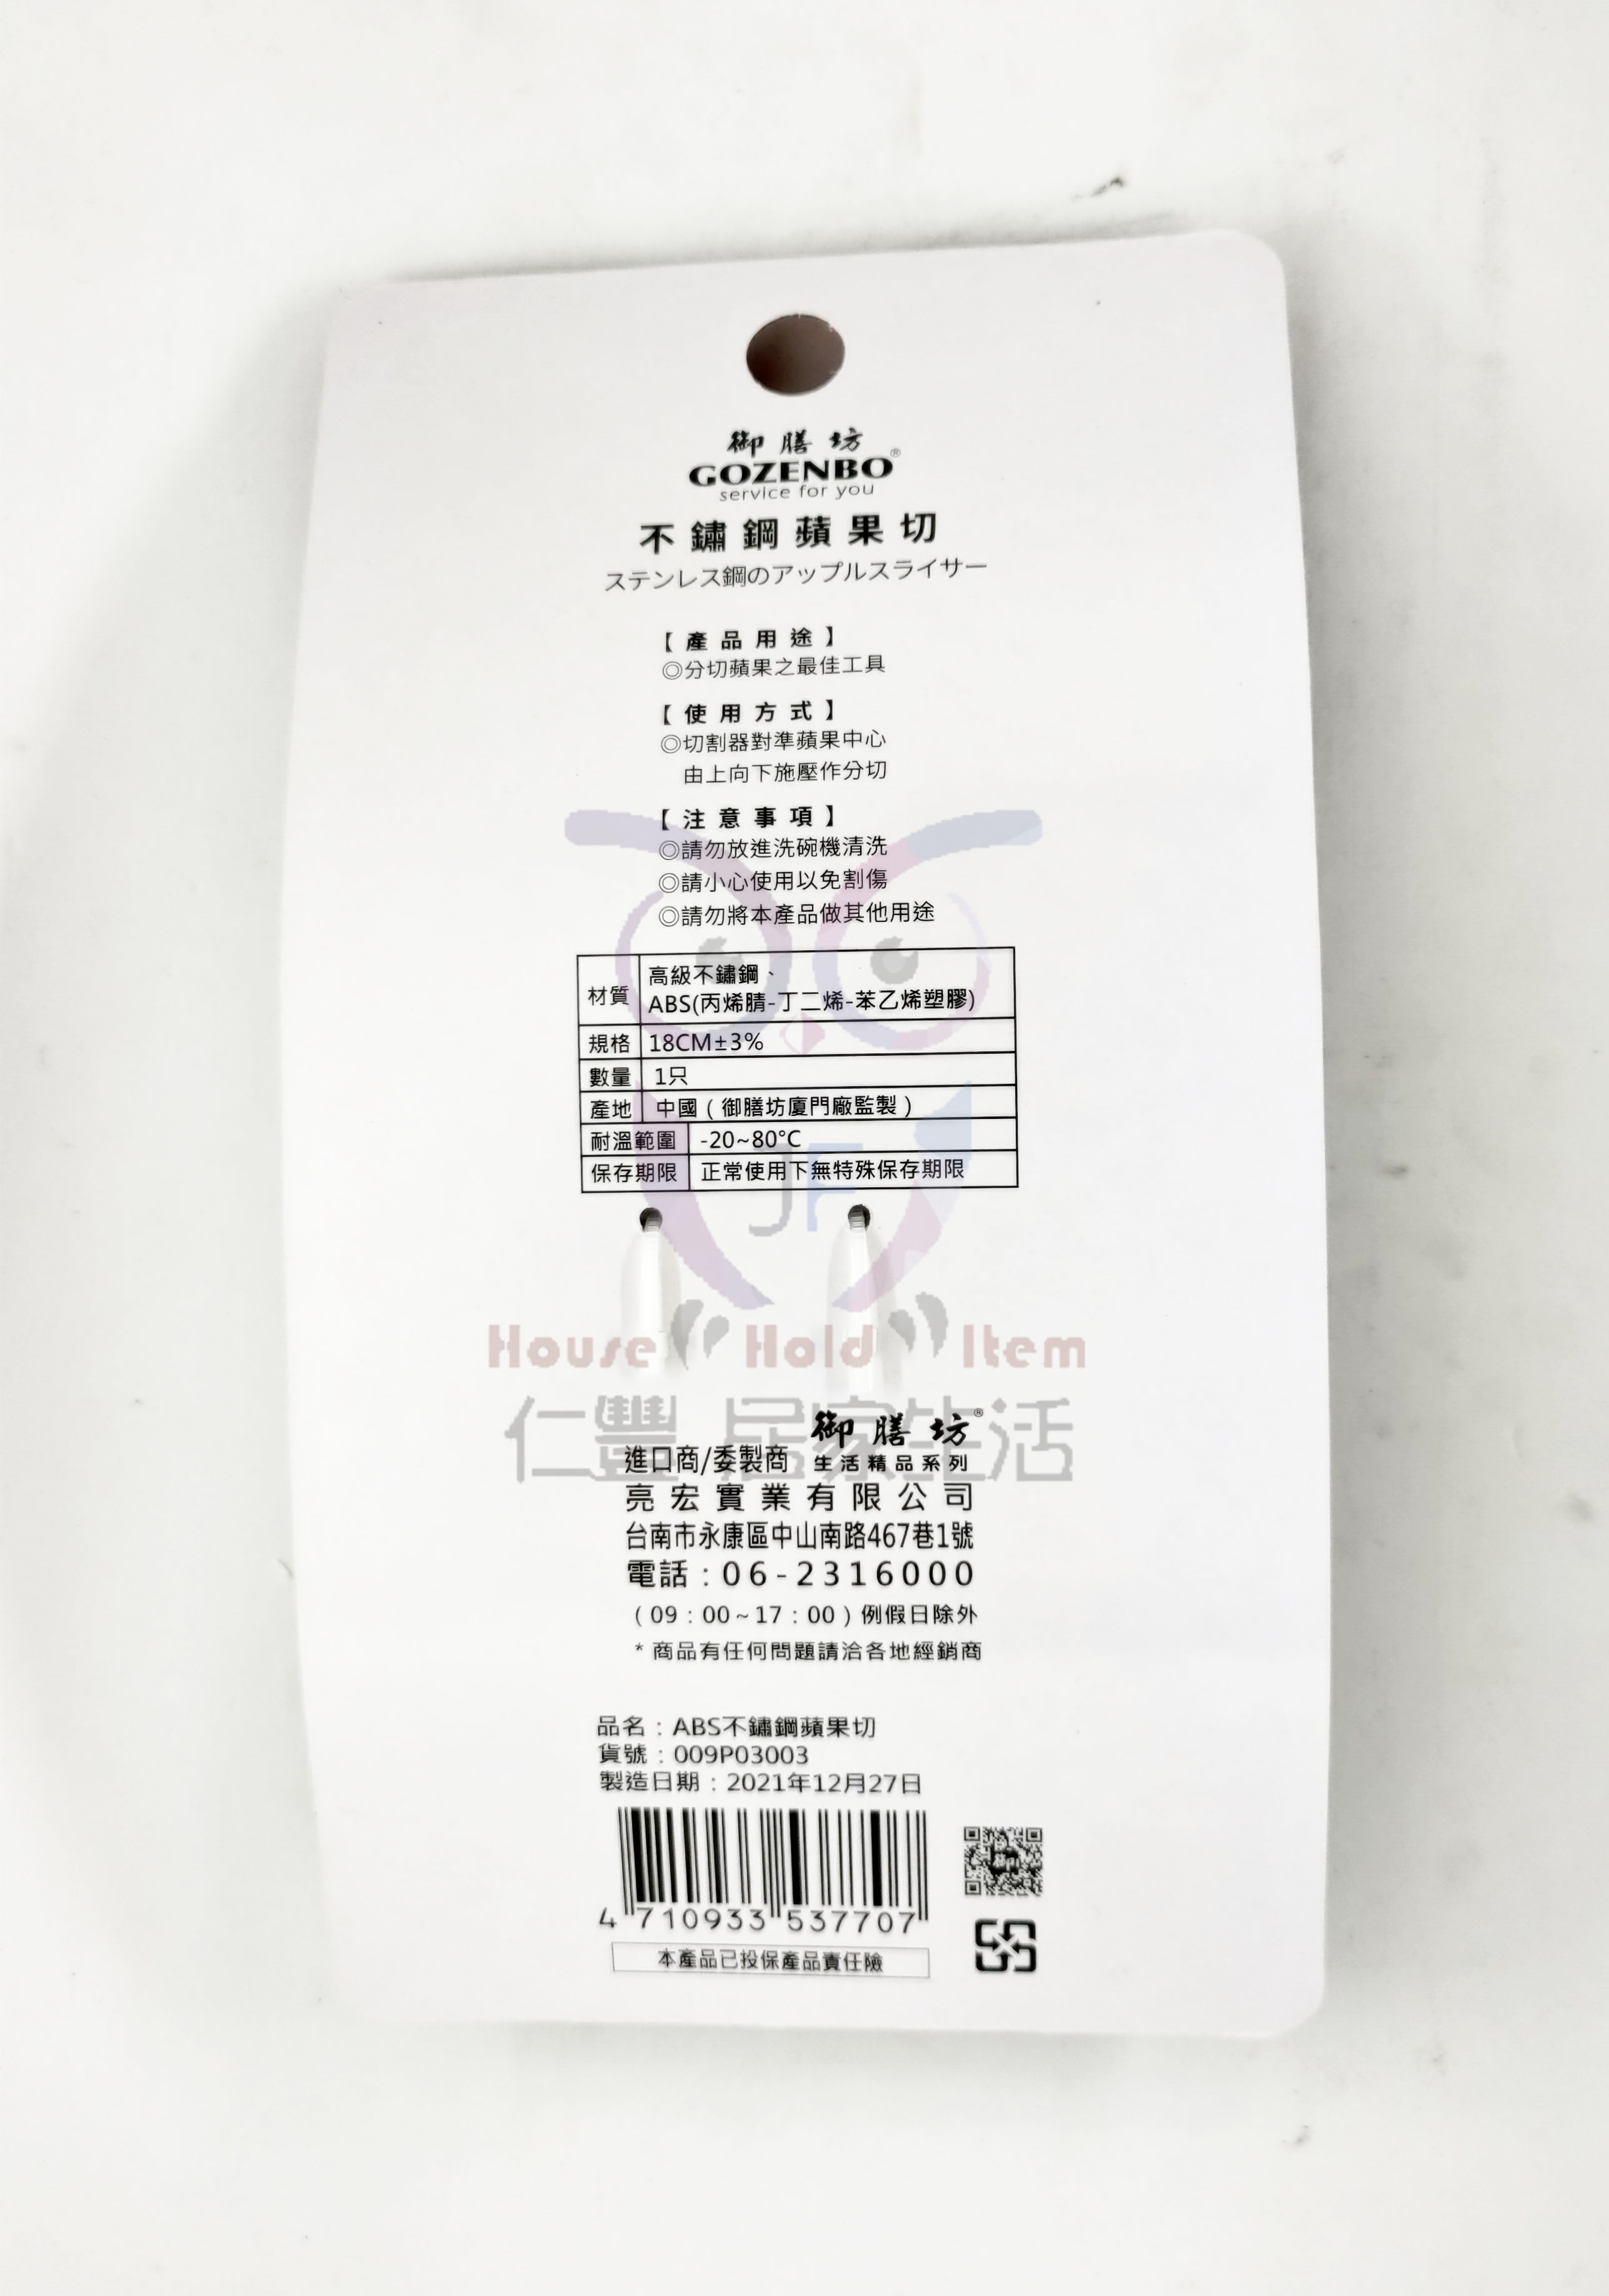 御膳坊
GOZENBO®
service for you
不鏽鋼蘋果切
ステンレス鋼のアップルスライサー
【產品用途】
◎分切蘋果之最佳工具
【使用方式】
◎切割器對準蘋果中心
由上向下施壓作分切
【注意事項】
◎請勿放進洗碗機清洗
◎請小心使用以免割傷
◎請勿將本產品做其他用途
材質 高級不鏽鋼、
ABS(丙烯腈-丁二烯-苯乙烯塑膠)
規格 18CM±3%
數量 1只
產地 中國(御膳坊廈門廠監製)
耐溫範圍 -20~80°C
保存期限 正常使用下無特殊保存期限
JF
House Hold Item
仁豐 居家生活
御膳坊®
進口商/委製商 生活精品系列
亮宏實業有限公司
台南市永康區中山南路467巷1號
電話:06-2316000
(09:00~17:00)例假日除外
*商品有任何問題請洽各地經銷商
品名:ABS不鏽鋼蘋果切
貨號:009P03003
製造日期:2021年12月27日
4 710933 537707
本產品已投保產品責任險